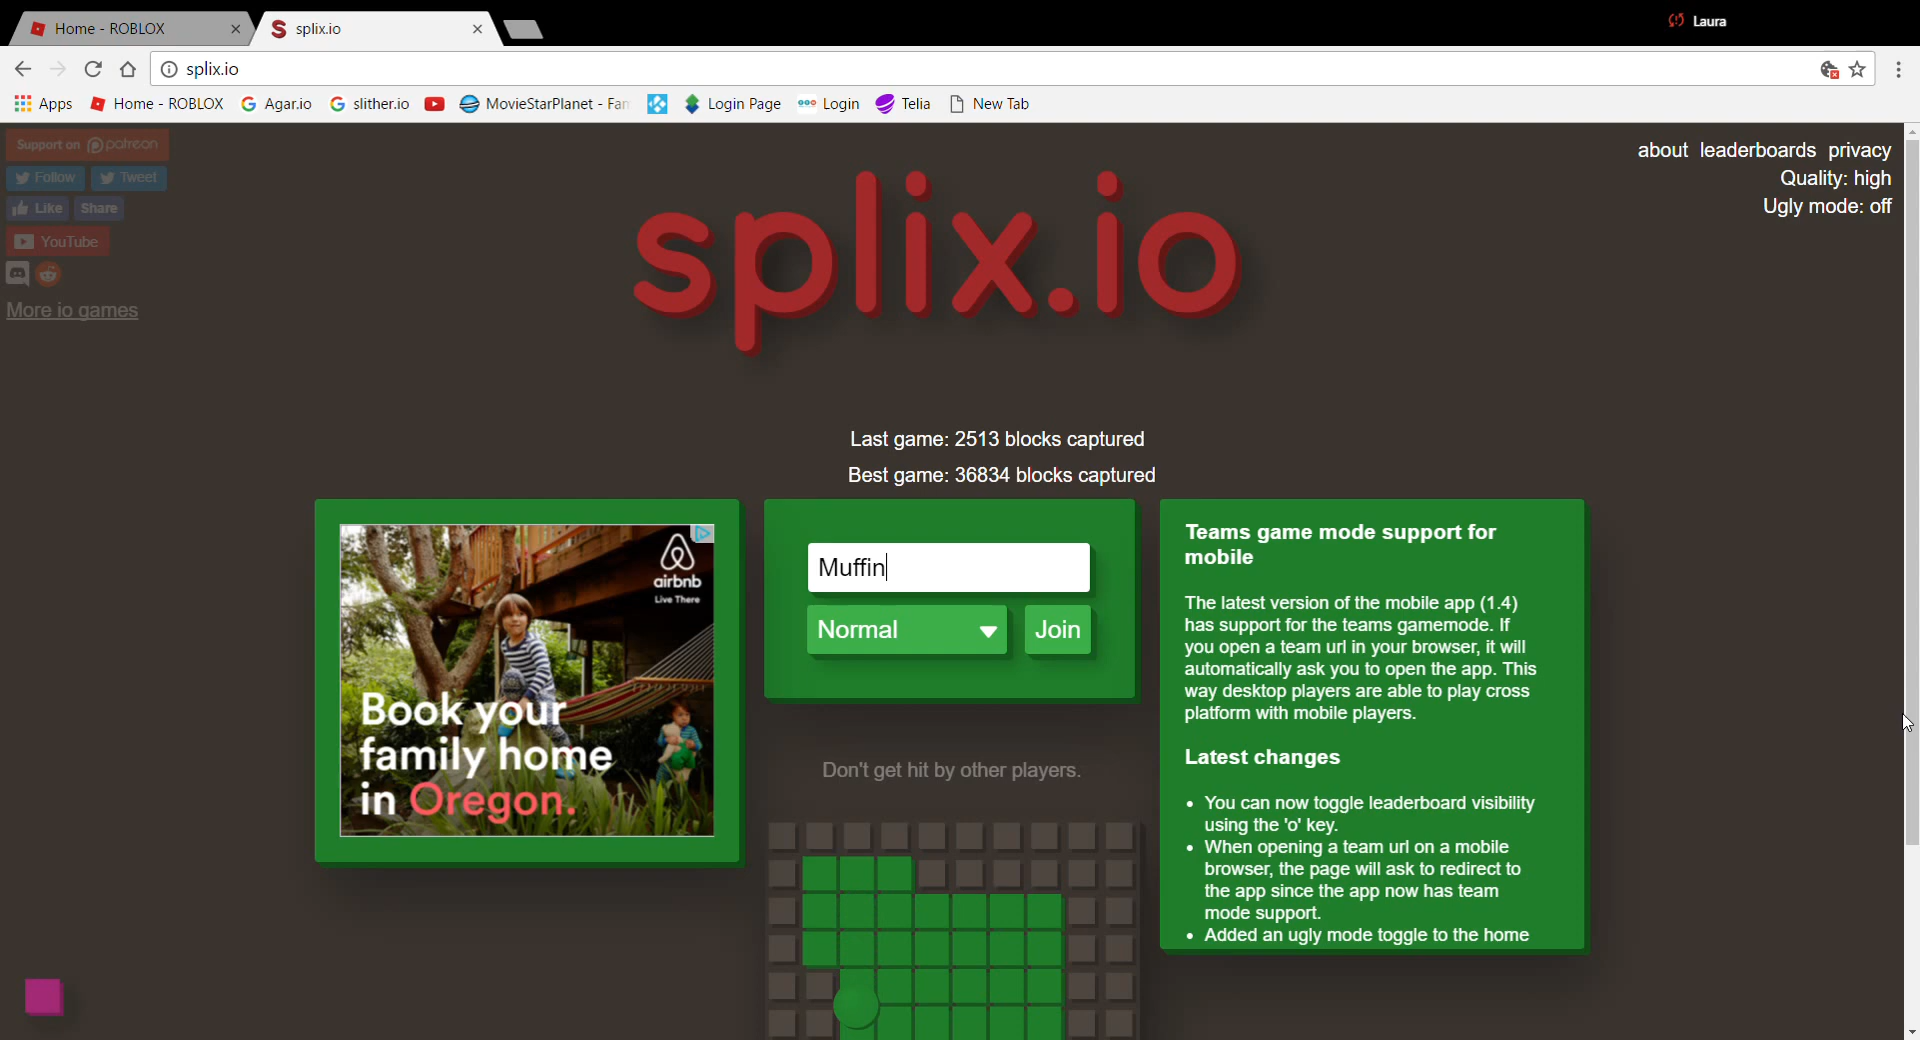 Home - ROBLOX
splix.io
Laura
splix.io
Apps
Home - ROBLOX
Agar.io
slither.io
MovieStarPlanet - Fan
Login Page
Login
Telia
New Tab
Support on patreon
Follow
Tweet
Like
Share
YouTube
More io games
about leaderboards privacy
Quality: high
Ugly mode: off
splix.io
Last game: 2513 blocks captured
Best game: 36834 blocks captured
airbnb
Live There
Book your
family home
in Oregon.
Muffin
Normal
Join
Don't get hit by other players.
Teams game mode support for
mobile
The latest version of the mobile app (1.4)
has support for the teams gamemode. If
you open a team url in your browser, it will
automatically ask you to open the app. This
way desktop players are able to play cross
platform with mobile players.
Latest changes
• You can now toggle leaderboard visibility
using the 'o' key.
• When opening a team url on a mobile
browser, the page will ask to redirect to
the app since the app now has team
mode support.
• Added an ugly mode toggle to the home